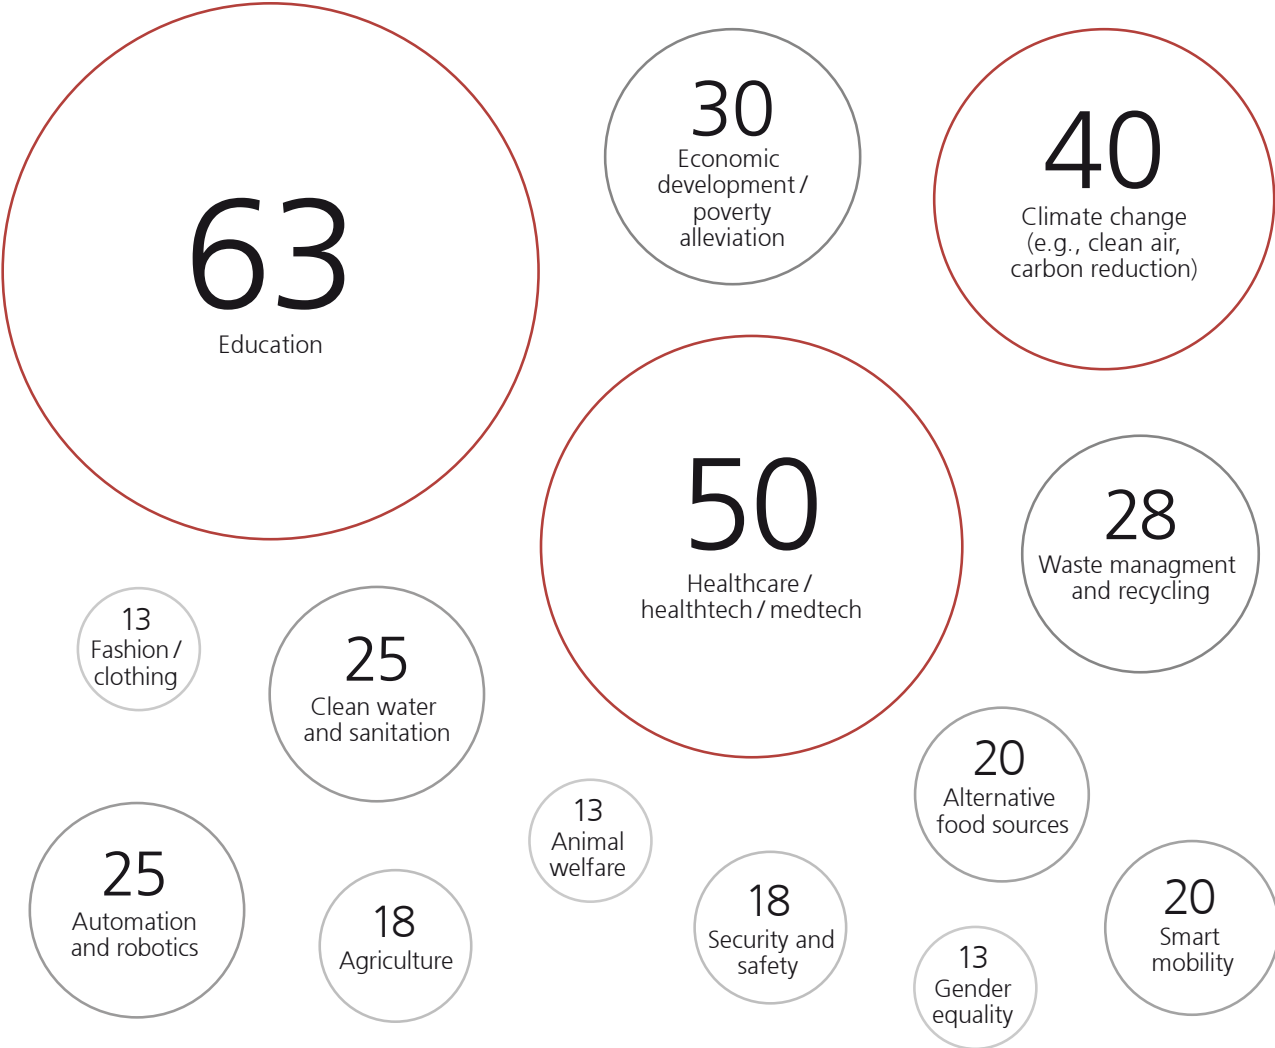 63
Education
30
Economic
development /
poverty
alleviation
40
Climate change
(e.g., clean air,
carbon reduction)
50
Healthcare /
healthtech / medtech
28
Waste managment
and recycling
13
Fashion /
clothing
25
Clean water
and sanitation
20
Alternative
food sources
13
Animal
welfare
25
Automation
and robotics
18
Agriculture
18
Security and
safety
20
Smart
mobility
13
Gender
equality